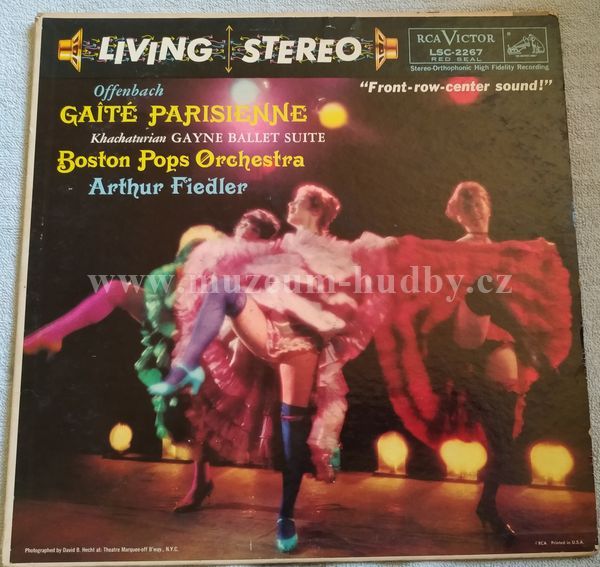 LIVING STEREO
RCA VICTOR
LSC-2267
RED SEAL
Stereo-Orthophonic High Fidelity Recording
"Front-row-center sound!"
Offenbach
GAÎTÉ PARISIENNE
Khachaturian GAYNE BALLET SUITE
Boston Pops Orchestra
Arthur Fiedler
www.muzeum-hudby.cz
Photographed by David B. Hecht at: Theatre Marquee-off B'way., N.Y.C.
RCA Printed in U.S.A.